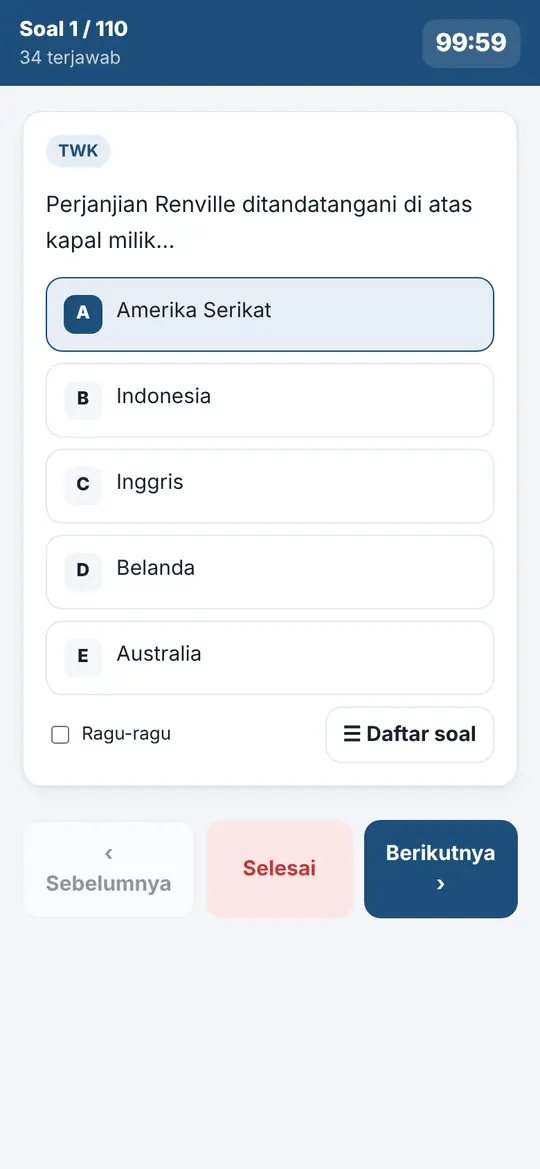 Soal 1 / 110
34 terjawab
99:59
TWK
Perjanjian Renville ditandatangani di atas
kapal milik...
A Amerika Serikat
B Indonesia
C Inggris
D Belanda
E Australia
Ragu-ragu
☰ Daftar soal
‹
Sebelumnya
Selesai
Berikutnya
›